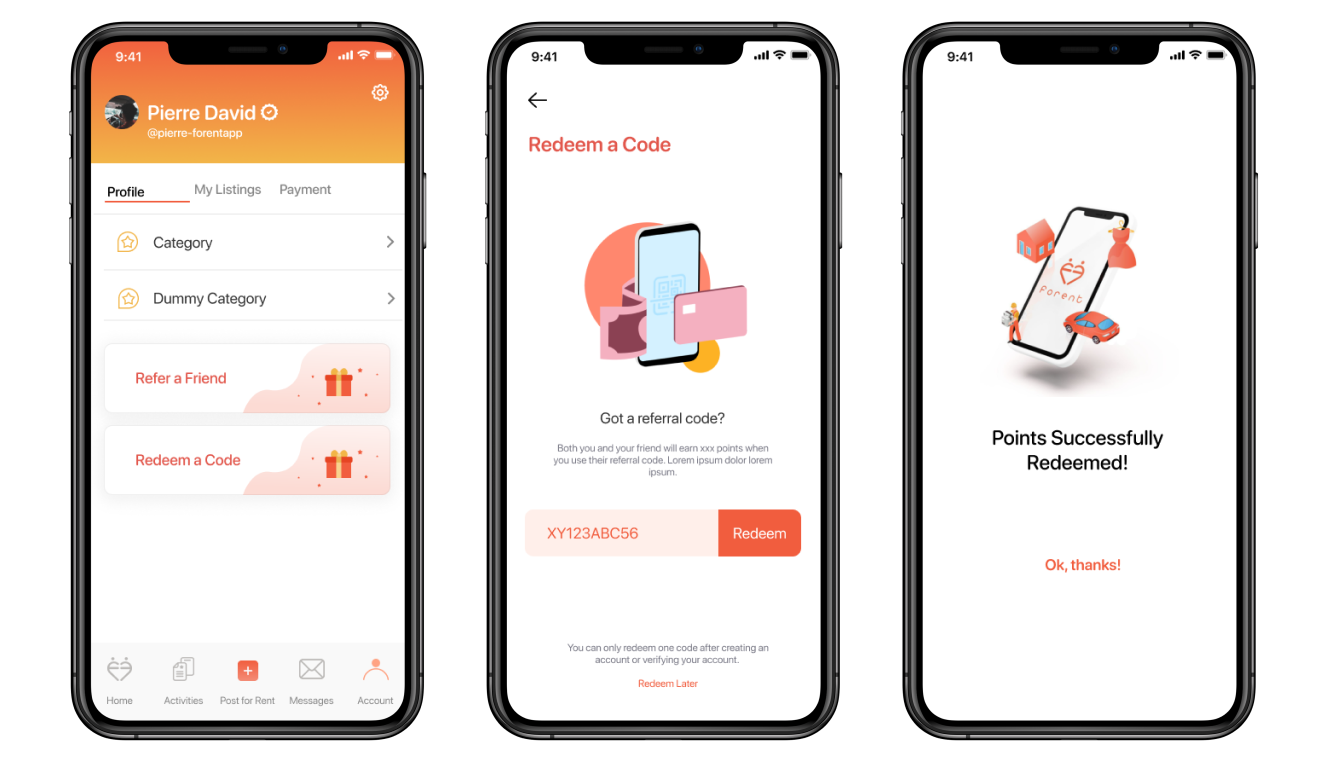 9:41
Pierre David
@pierre-forentapp
Profile My Listings Payment
Category
Dummy Category
Refer a Friend
Redeem a Code
Home Activities Post for Rent Messages Account
9:41
Redeem a Code
Got a referral code?
Both you and your friend will earn xxx points when
you use their referral code. Lorem ipsum dolor lorem
ipsum.
XY123ABC56 Redeem
You can only redeem one code after creating an
account or verifying your account.
Redeem Later
9:41
Forent
Points Successfully
Redeemed!
Ok, thanks!